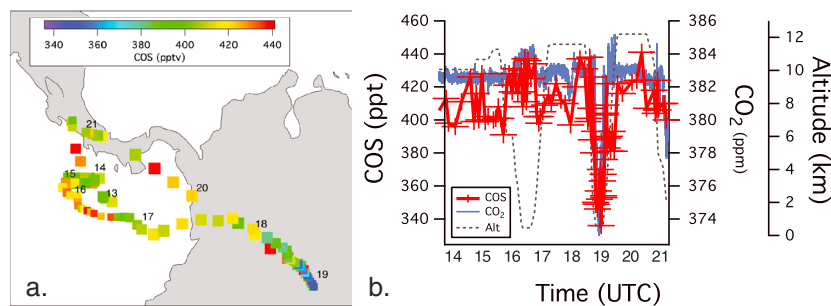 340 360 380 400 420 440
COS (pptv)
21
15 14
16 13
17
20
18
19
a.
460
440
420
400
380
360
340
COS (ppt)
COS
CO2
Alt
14 15 16 17 18 19 20 21
Time (UTC)
386
384
382
380
378
376
374
CO2 (ppm)
12
10
8
6
4
2
0
Altitude (km)
b.